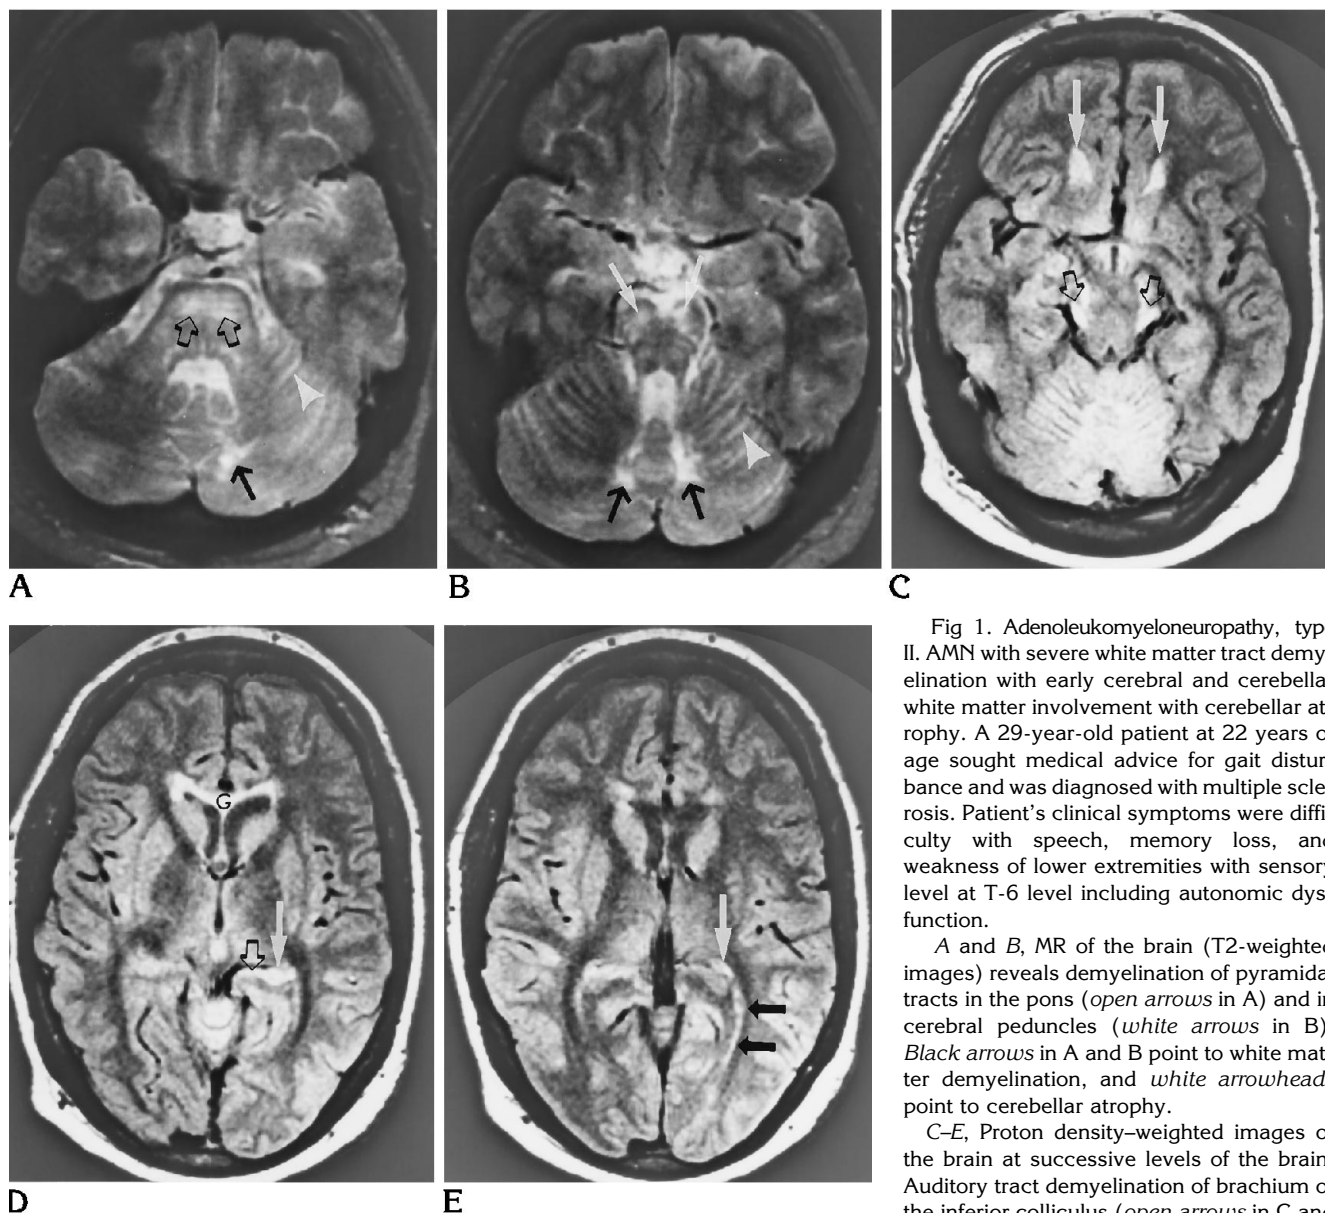 A
B
C
G
D
E
Fig 1. Adenoleukomyeloneuropathy, typ
II. AMN with severe white matter tract demy
elination with early cerebral and cerebella
white matter involvement with cerebellar at
rophy. A 29-year-old patient at 22 years o
age sought medical advice for gait distur
bance and was diagnosed with multiple scle
rosis. Patient's clinical symptoms were diffi
culty with speech, memory loss, and
weakness of lower extremities with sensory
level at T-6 level including autonomic dys
function.
A and B, MR of the brain (T2-weighted
images) reveals demyelination of pyramida
tracts in the pons (open arrows in A) and in
cerebral peduncles (white arrows in B)
Black arrows in A and B point to white mat
ter demyelination, and white arrowhead
point to cerebellar atrophy.
C–E, Proton density–weighted images o
the brain at successive levels of the brain
Auditory tract demyelination of brachium o
the inferior colliculus (open arrows in C and